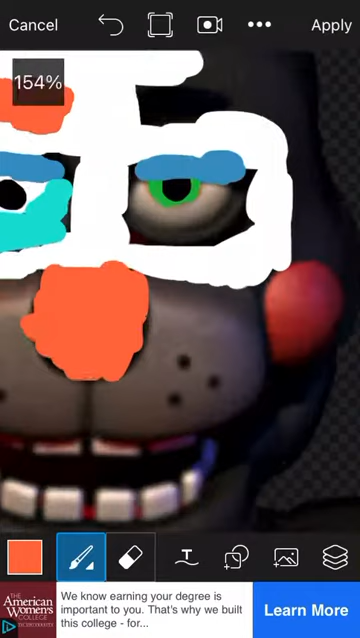 Cancel
Apply
154%
T
The
American
Women's
College
We know earning your degree is
important to you. That's why we built
this college - for...
Learn More